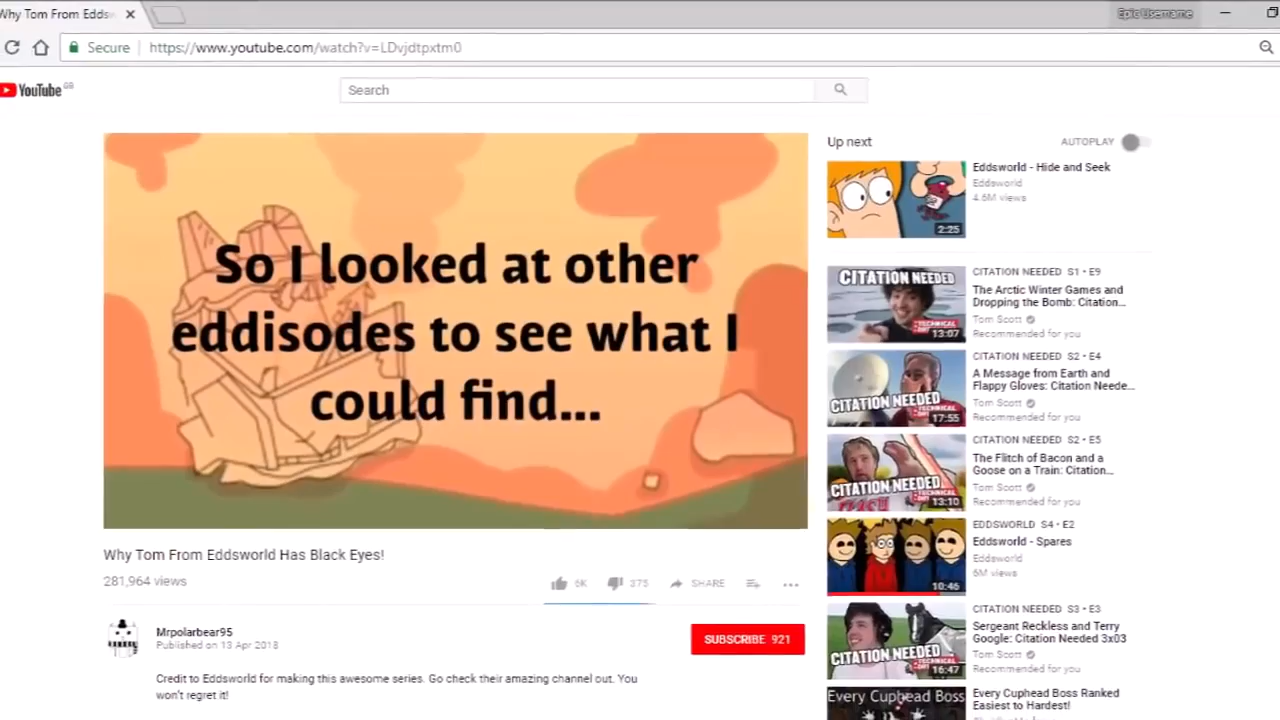 Why Tom From Edds
Epic Username
Secure
https://www.youtube.com/watch?v=LDvjdtpxtm0
YouTube GB
Search
So I looked at other
eddisodes to see what I
could find...
Why Tom From Eddsworld Has Black Eyes!
281,964 views
6K
375
SHARE
Mrpolarbear95
Published on 13 Apr 2018
SUBSCRIBE 921
Credit to Eddsworld for making this awesome series. Go check their amazing channel out. You
won't regret it!
Up next
AUTOPLAY
2:25
Eddsworld - Hide and Seek
Eddsworld
4.6M views
CITATION NEEDED
TECHNICAL
13:07
CITATION NEEDED S1 • E9
The Arctic Winter Games and
Dropping the Bomb: Citation...
Tom Scott
Recommended for you
CITATION NEEDED
17:55
CITATION NEEDED S2 • E4
A Message from Earth and
Flappy Gloves: Citation Neede...
Tom Scott
Recommended for you
CITATION NEEDED
13:10
CITATION NEEDED S2 • E5
The Flitch of Bacon and a
Goose on a Train: Citation...
Tom Scott
Recommended for you
10:46
EDDSWORLD S4 • E2
Eddsworld - Spares
Eddsworld
6M views
CITATION NEEDED
16:47
CITATION NEEDED S3 • E3
Sergeant Reckless and Terry
Google: Citation Needed 3x03
Tom Scott
Recommended for you
Every Cuphead Boss
Every Cuphead Boss Ranked
Easiest to Hardest!